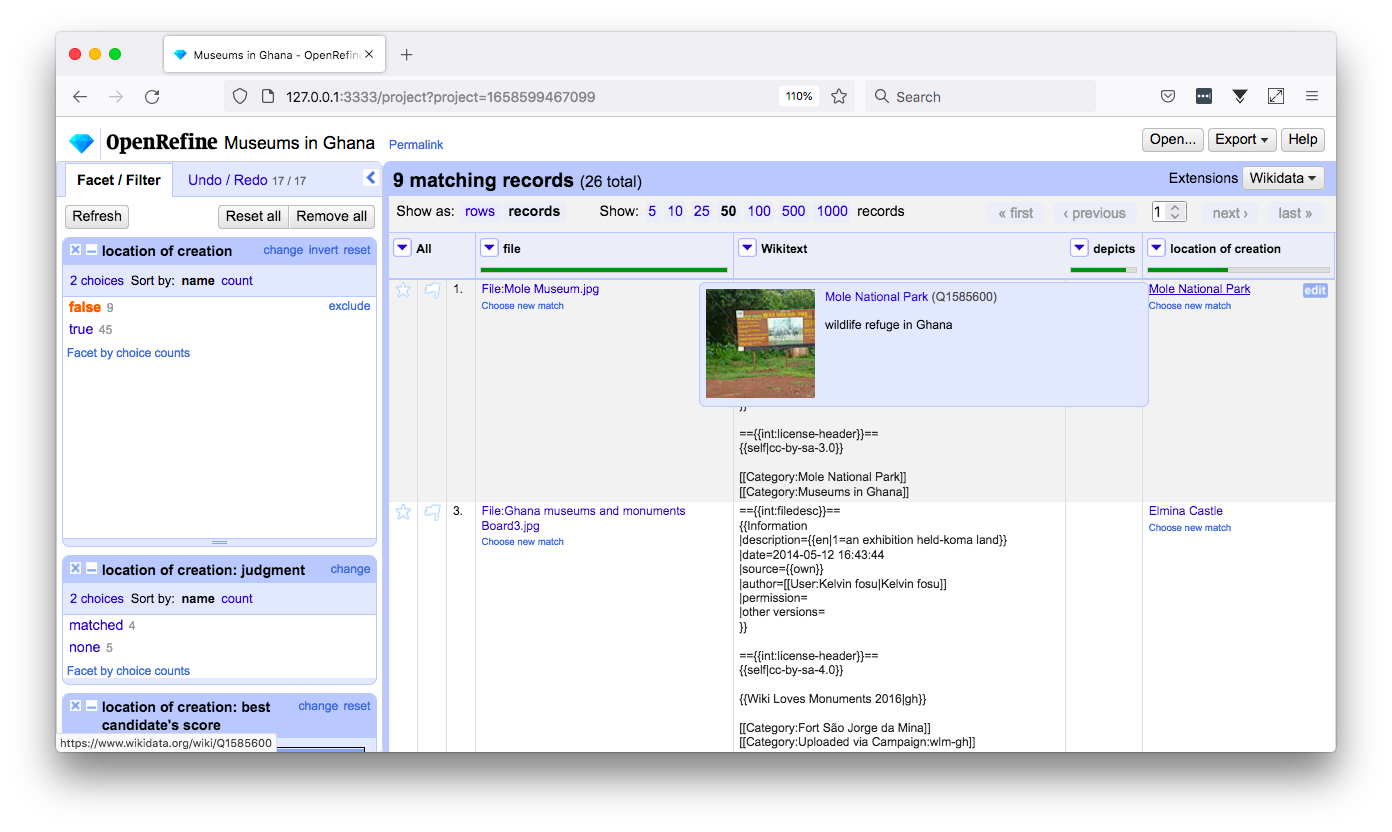 Museums in Ghana - OpenRefine
127.0.0.1:3333/project?project=1658599467099
110%
Search
OpenRefine Museums in Ghana Permalink
Open... Export Help
Facet / Filter Undo / Redo 17 / 17
Refresh Reset all Remove all
location of creation change invert reset
2 choices Sort by: name count
false 9 exclude
true 45
Facet by choice counts
location of creation: judgment change
2 choices Sort by: name count
matched 4
none 5
Facet by choice counts
location of creation: best candidate's score change reset
https://www.wikidata.org/wiki/Q1585600
9 matching records (26 total)
Extensions Wikidata
Show as: rows records Show: 5 10 25 50 100 500 1000 records « first ‹ previous 1 next › last »
All file Wikitext depicts location of creation
1. File:Mole Museum.jpg
Choose new match
Mole National Park (Q1585600)
wildlife refuge in Ghana
Mole National Park edit
Choose new match
}}
=={{int:license-header}}==
{{self|cc-by-sa-3.0}}
[[Category:Mole National Park]]
[[Category:Museums in Ghana]]
3. File:Ghana museums and monuments
Board3.jpg
Choose new match
=={{int:filedesc}}==
{{Information
|description={{en|1=an exhibition held-koma land}}
|date=2014-05-12 16:43:44
|source={{own}}
|author=[[User:Kelvin fosu|Kelvin fosu]]
|permission=
|other versions=
}}
=={{int:license-header}}==
{{self|cc-by-sa-4.0}}
{{Wiki Loves Monuments 2016|gh}}
[[Category:Fort São Jorge da Mina]]
[[Category:Uploaded via Campaign:wlm-gh]]
Elmina Castle
Choose new match